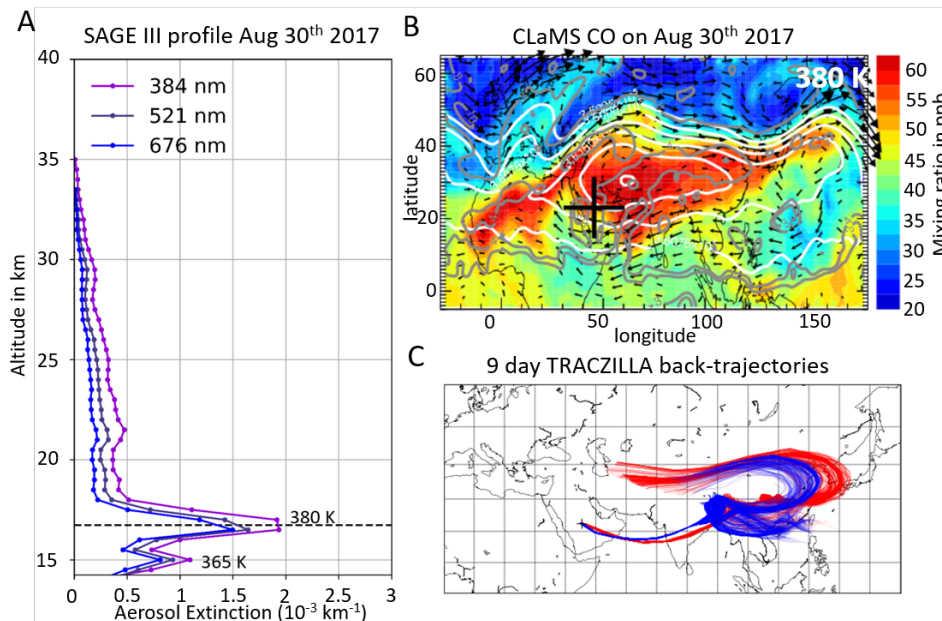 A
SAGE III profile Aug 30th 2017
40
35
30
25
20
15
Altitude in km
384 nm
521 nm
676 nm
380 K
365 K
0 0.5 1 1.5 2 2.5 3
Aerosol Extinction (10-3 km-1)
B
CLaMS CO on Aug 30th 2017
380 K
60
40
20
0
latitude
0 50 100 150
longitude
60
55
50
45
40
35
30
25
20
Mixing ratio in ppb
C
9 day TRACZILLA back-trajectories